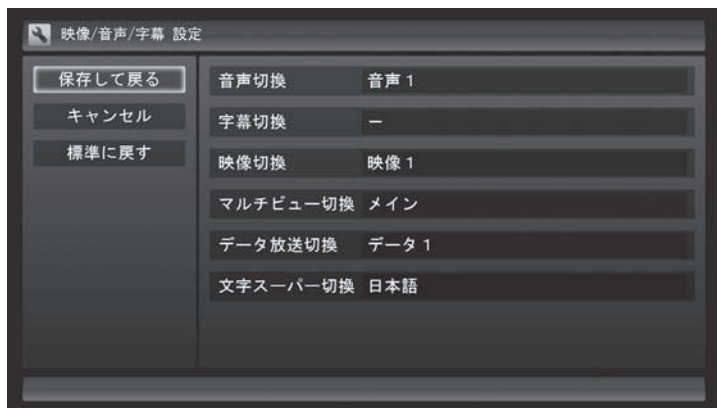 映像/音声/字幕 設定
保存して戻る
キャンセル
標準に戻す
音声切換 音声 1
字幕切換 ー
映像切換 映像 1
マルチビュー切換 メイン
データ放送切換 データ 1
文字スーパー切換 日本語